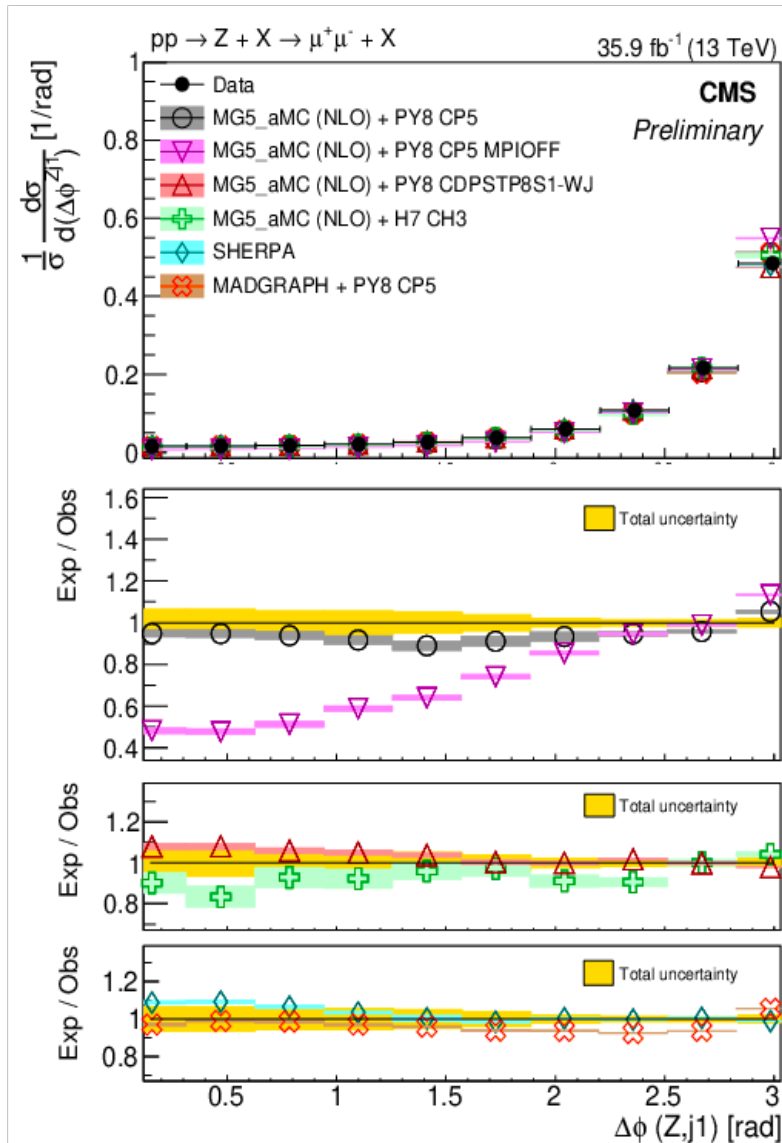 pp → Z + X → μ⁺μ⁻ + X
35.9 fb⁻¹ (13 TeV)
1/σ dσ/d(Δϕ^Zj1) [1/rad]
1
0.8
0.6
0.4
0.2
0
CMS
Preliminary
Data
MG5_aMC (NLO) + PY8 CP5
MG5_aMC (NLO) + PY8 CP5 MPIOFF
MG5_aMC (NLO) + PY8 CDPSTP8S1-WJ
MG5_aMC (NLO) + H7 CH3
SHERPA
MADGRAPH + PY8 CP5
Exp / Obs
1.6
1.4
1.2
1
0.8
0.6
0.4
Total uncertainty
Exp / Obs
1.2
1
0.8
Total uncertainty
Exp / Obs
1.2
1
0.8
Total uncertainty
0.5 1 1.5 2 2.5 3
Δϕ (Z,j1) [rad]